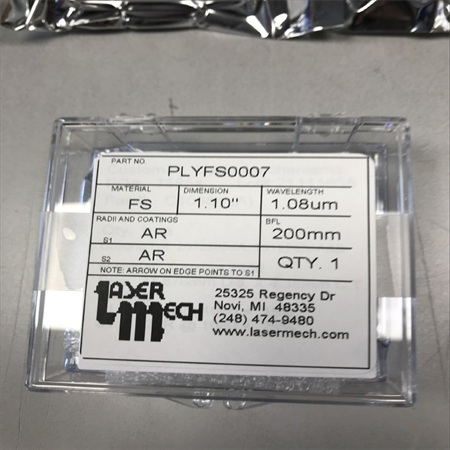 PART NO. PLYFS0007
MATERIAL DIMENSION WAVELENGTH
FS 1.10" 1.08um
RADII AND COATINGS BFL
S1 AR 200mm
S2 AR QTY. 1
NOTE: ARROW ON EDGE POINTS TO S1
LASER MECH
25325 Regency Dr
Novi, MI 48335
(248) 474-9480
www.lasermech.com